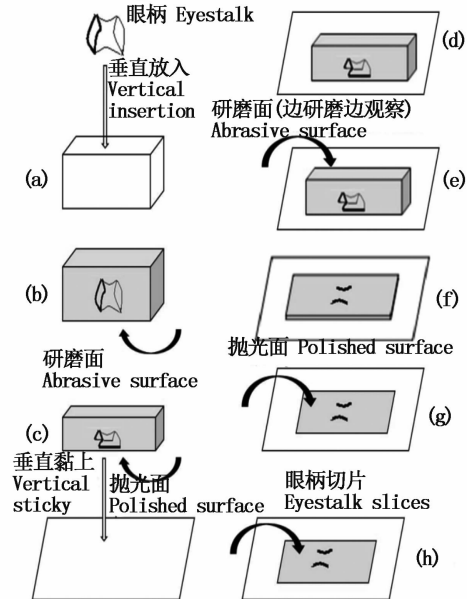 眼柄 Eyestalk
垂直放入
Vertical
insertion
(a)
(b)
研磨面
Abrasive surface
(c)
垂直黏上
Vertical
sticky
抛光面
Polished surface
(d)
研磨面(边研磨边观察)
Abrasive surface
(e)
(f)
抛光面 Polished surface
(g)
眼柄切片
Eyestalk slices
(h)